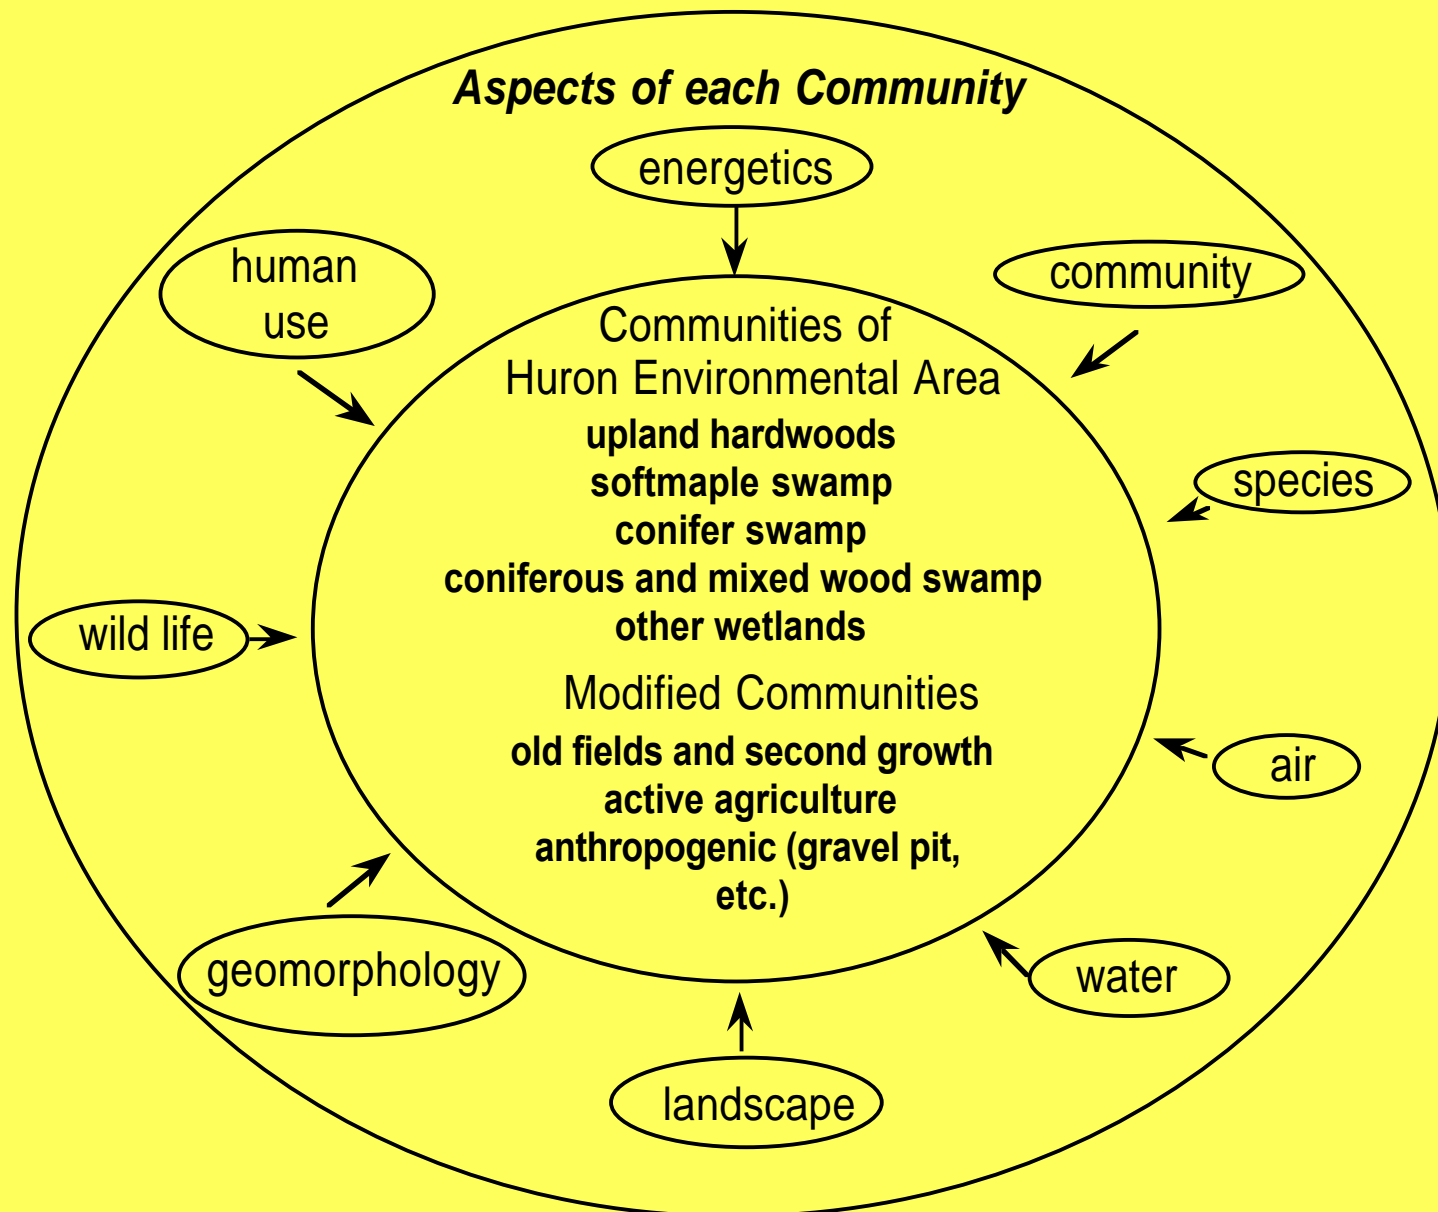 Aspects of each Community
energetics
human
use
community
Communities of
Huron Environmental Area
upland hardwoods
softmaple swamp
conifer swamp
coniferous and mixed wood swamp
other wetlands
Modified Communities
old fields and second growth
active agriculture
anthropogenic (gravel pit,
etc.)
species
wild life
air
geomorphology
water
landscape